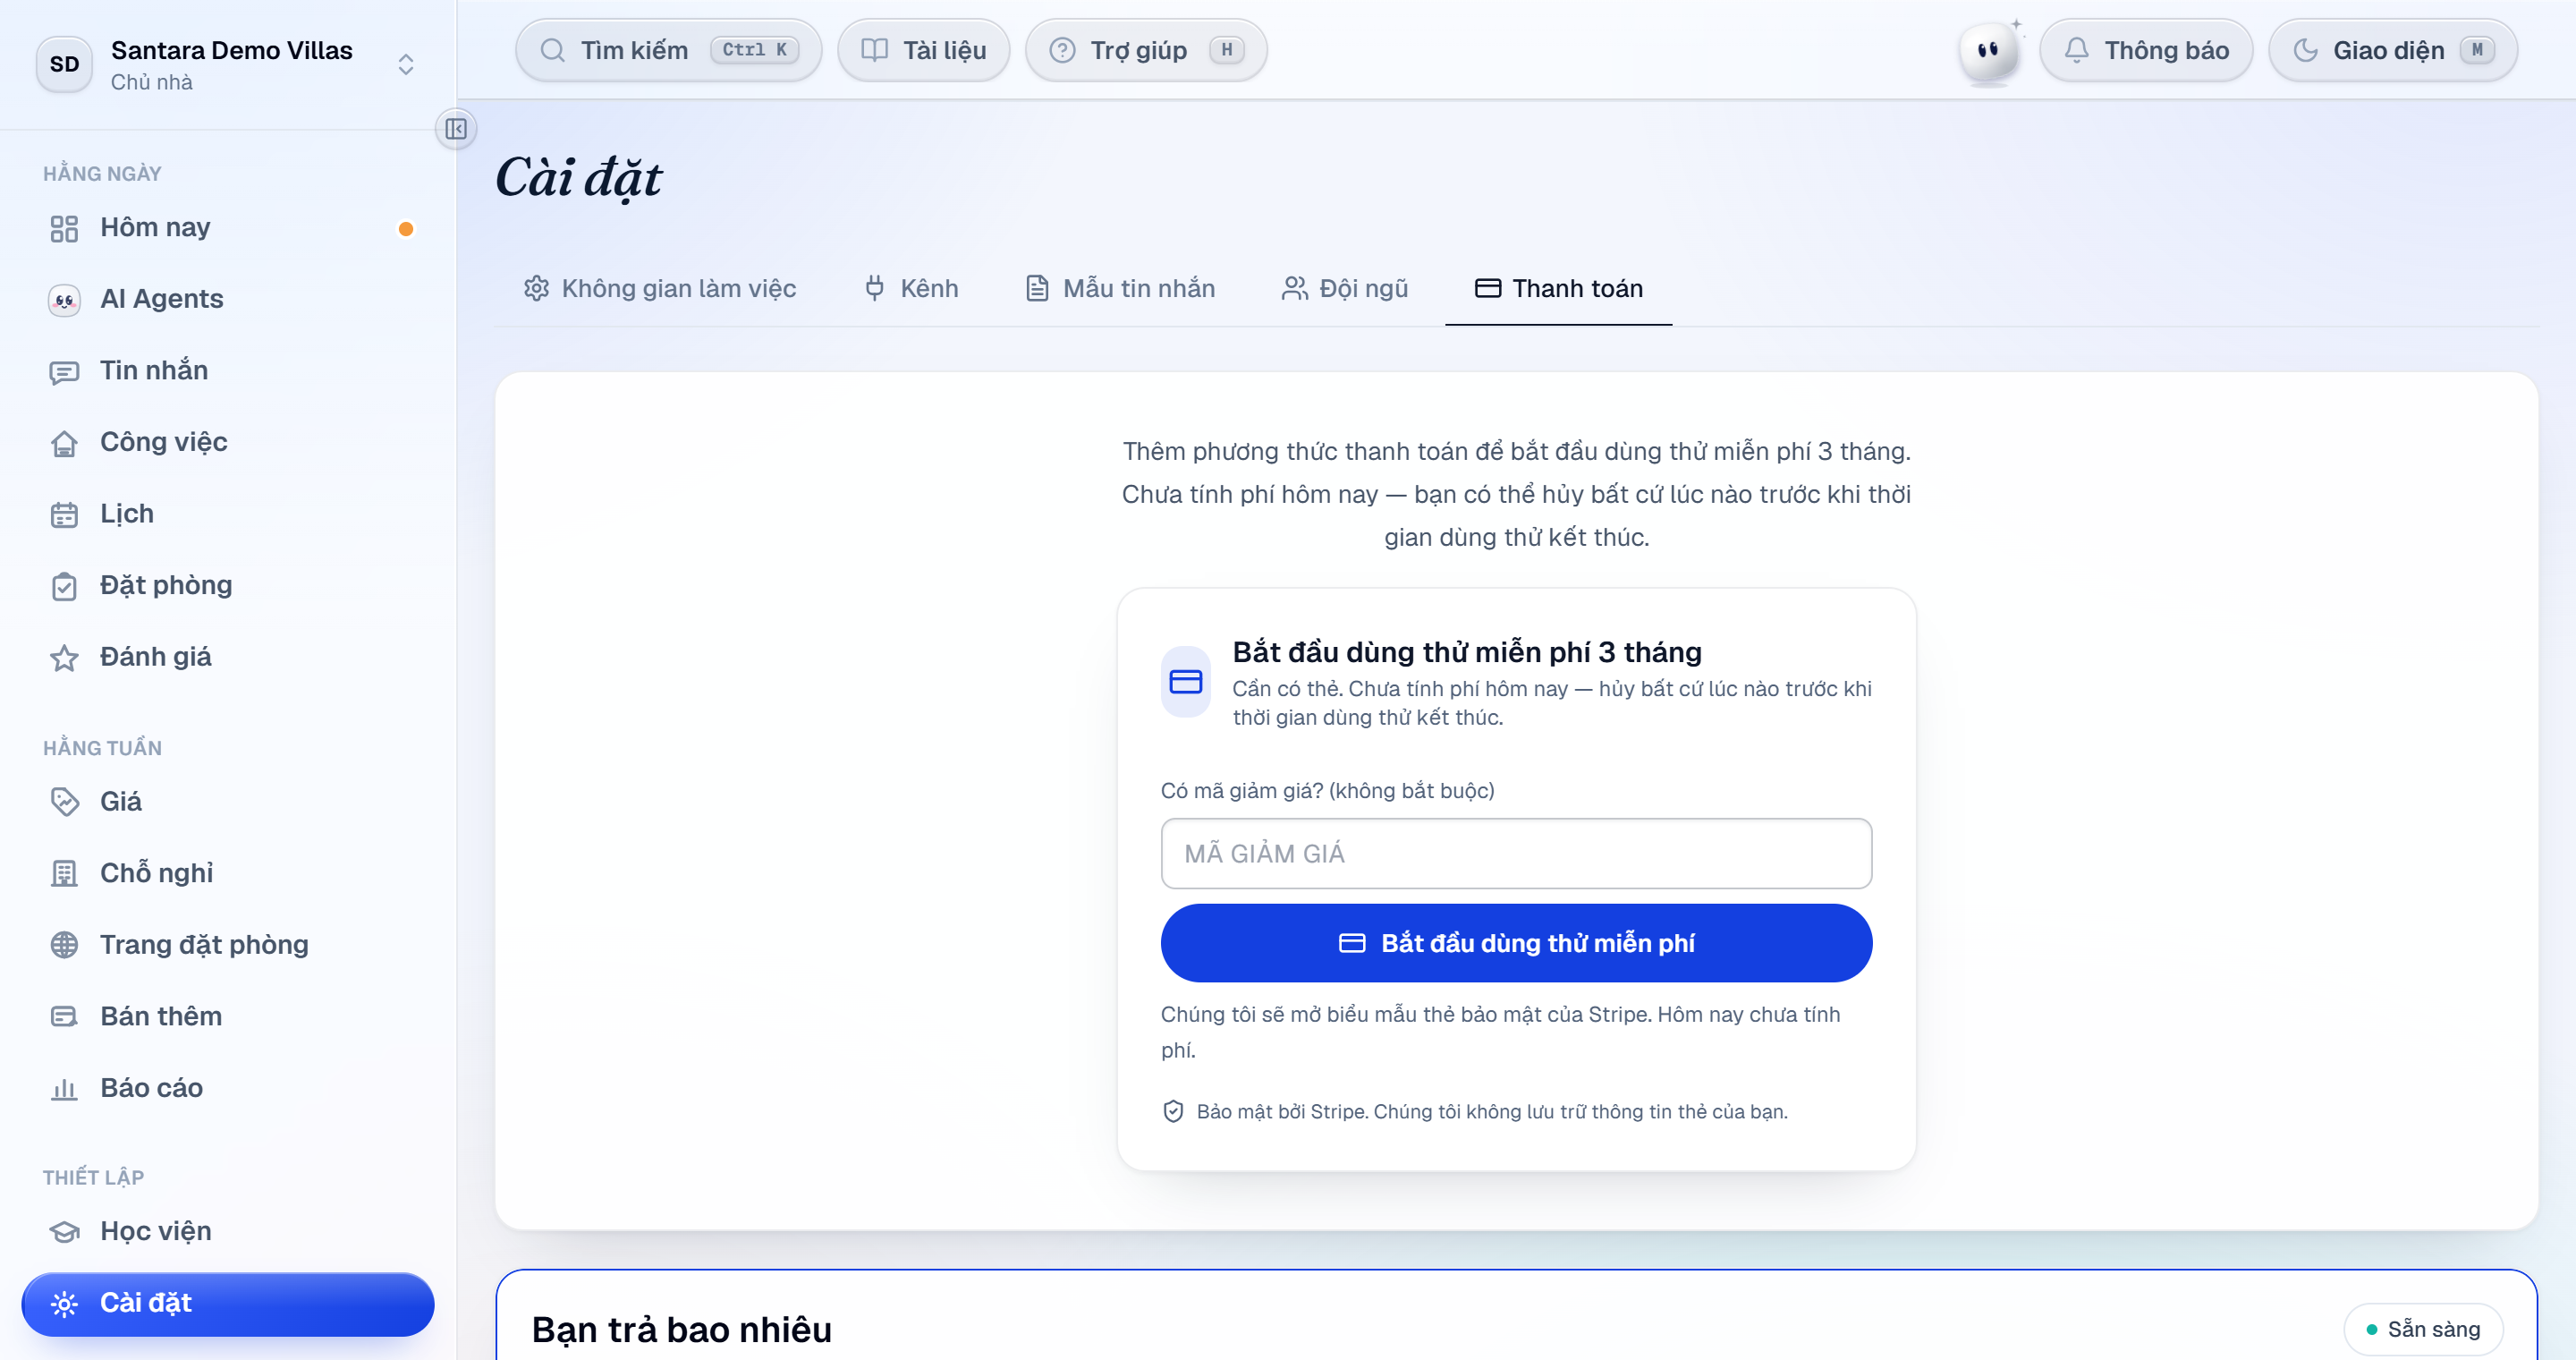 SD
Santara Demo Villas
Chủ nhà
Tìm kiếm Ctrl K
Tài liệu
Trợ giúp H
Thông báo
Giao diện M
HẰNG NGÀY
Hôm nay
AI Agents
Tin nhắn
Công việc
Lịch
Đặt phòng
Đánh giá
HẰNG TUẦN
Giá
Chỗ nghỉ
Trang đặt phòng
Bán thêm
Báo cáo
THIẾT LẬP
Học viện
Cài đặt
Cài đặt
Không gian làm việc
Kênh
Mẫu tin nhắn
Đội ngũ
Thanh toán
Thêm phương thức thanh toán để bắt đầu dùng thử miễn phí 3 tháng.
Chưa tính phí hôm nay — bạn có thể hủy bất cứ lúc nào trước khi thời
gian dùng thử kết thúc.
Bắt đầu dùng thử miễn phí 3 tháng
Cần có thẻ. Chưa tính phí hôm nay — hủy bất cứ lúc nào trước khi
thời gian dùng thử kết thúc.
Có mã giảm giá? (không bắt buộc)
MÃ GIẢM GIÁ
Bắt đầu dùng thử miễn phí
Chúng tôi sẽ mở biểu mẫu thẻ bảo mật của Stripe. Hôm nay chưa tính
phí.
Bảo mật bởi Stripe. Chúng tôi không lưu trữ thông tin thẻ của bạn.
Bạn trả bao nhiêu
Sẵn sàng